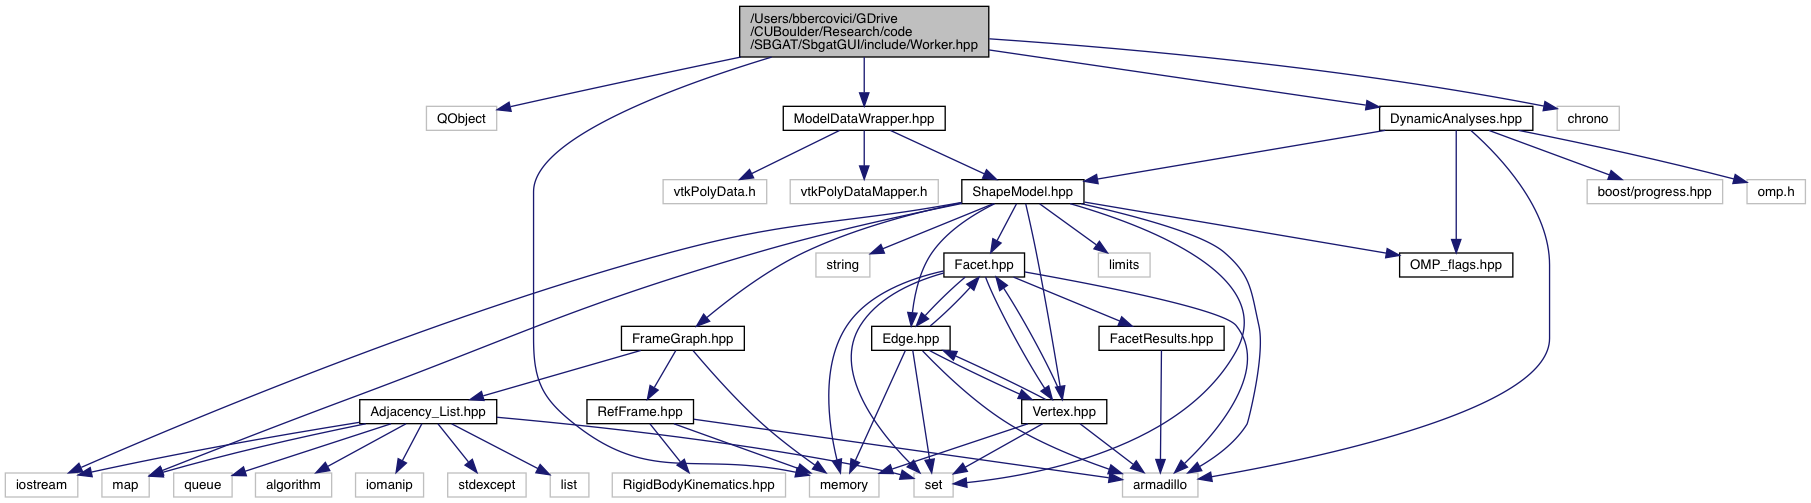 /Users/bbercovici/GDrive
/CUBoulder/Research/code
/SBGAT/SbgatGUI/include/Worker.hpp
QObject
ModelDataWrapper.hpp
DynamicAnalyses.hpp
chrono
vtkPolyData.h
vtkPolyDataMapper.h
ShapeModel.hpp
boost/progress.hpp
omp.h
string
Facet.hpp
limits
OMP_flags.hpp
FrameGraph.hpp
Edge.hpp
FacetResults.hpp
Adjacency_List.hpp
RefFrame.hpp
Vertex.hpp
iostream
map
queue
algorithm
iomanip
stdexcept
list
RigidBodyKinematics.hpp
memory
set
armadillo